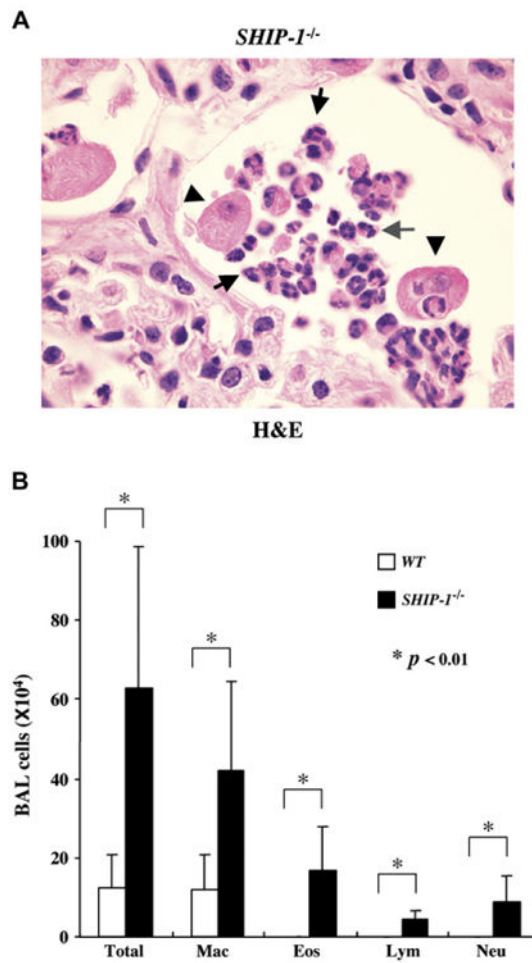 A
SHIP-1-/-
H&E
B
BAL cells (X10⁴)
100
80
60
40
20
0
* * * * *
WT
SHIP-1-/-
* p < 0.01
Total Mac Eos Lym Neu